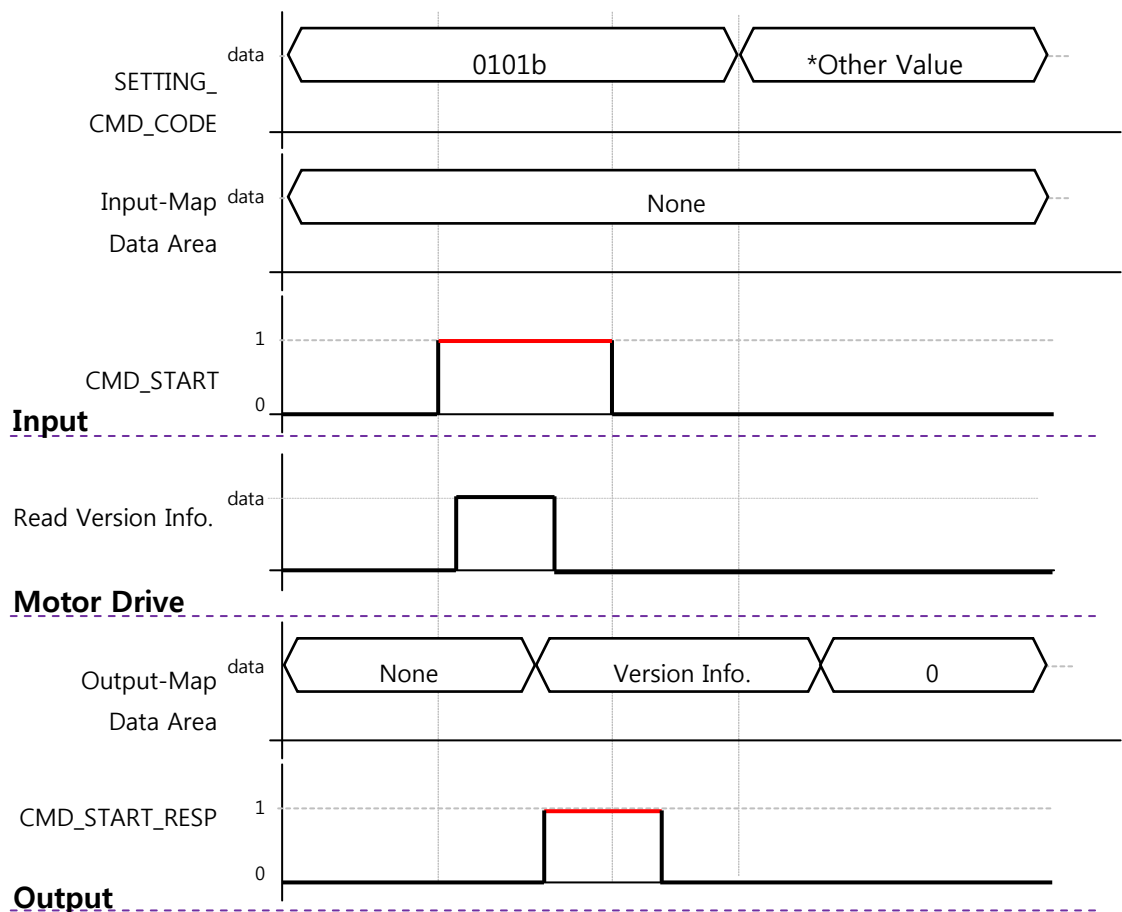 data
0101b
*Other Value
SETTING_
CMD_CODE
Input-Map
data
None
Data Area
1
CMD_START
0
Input
data
Read Version Info.
Motor Drive
data
None
Version Info.
0
Output-Map
Data Area
1
CMD_START_RESP
0
Output